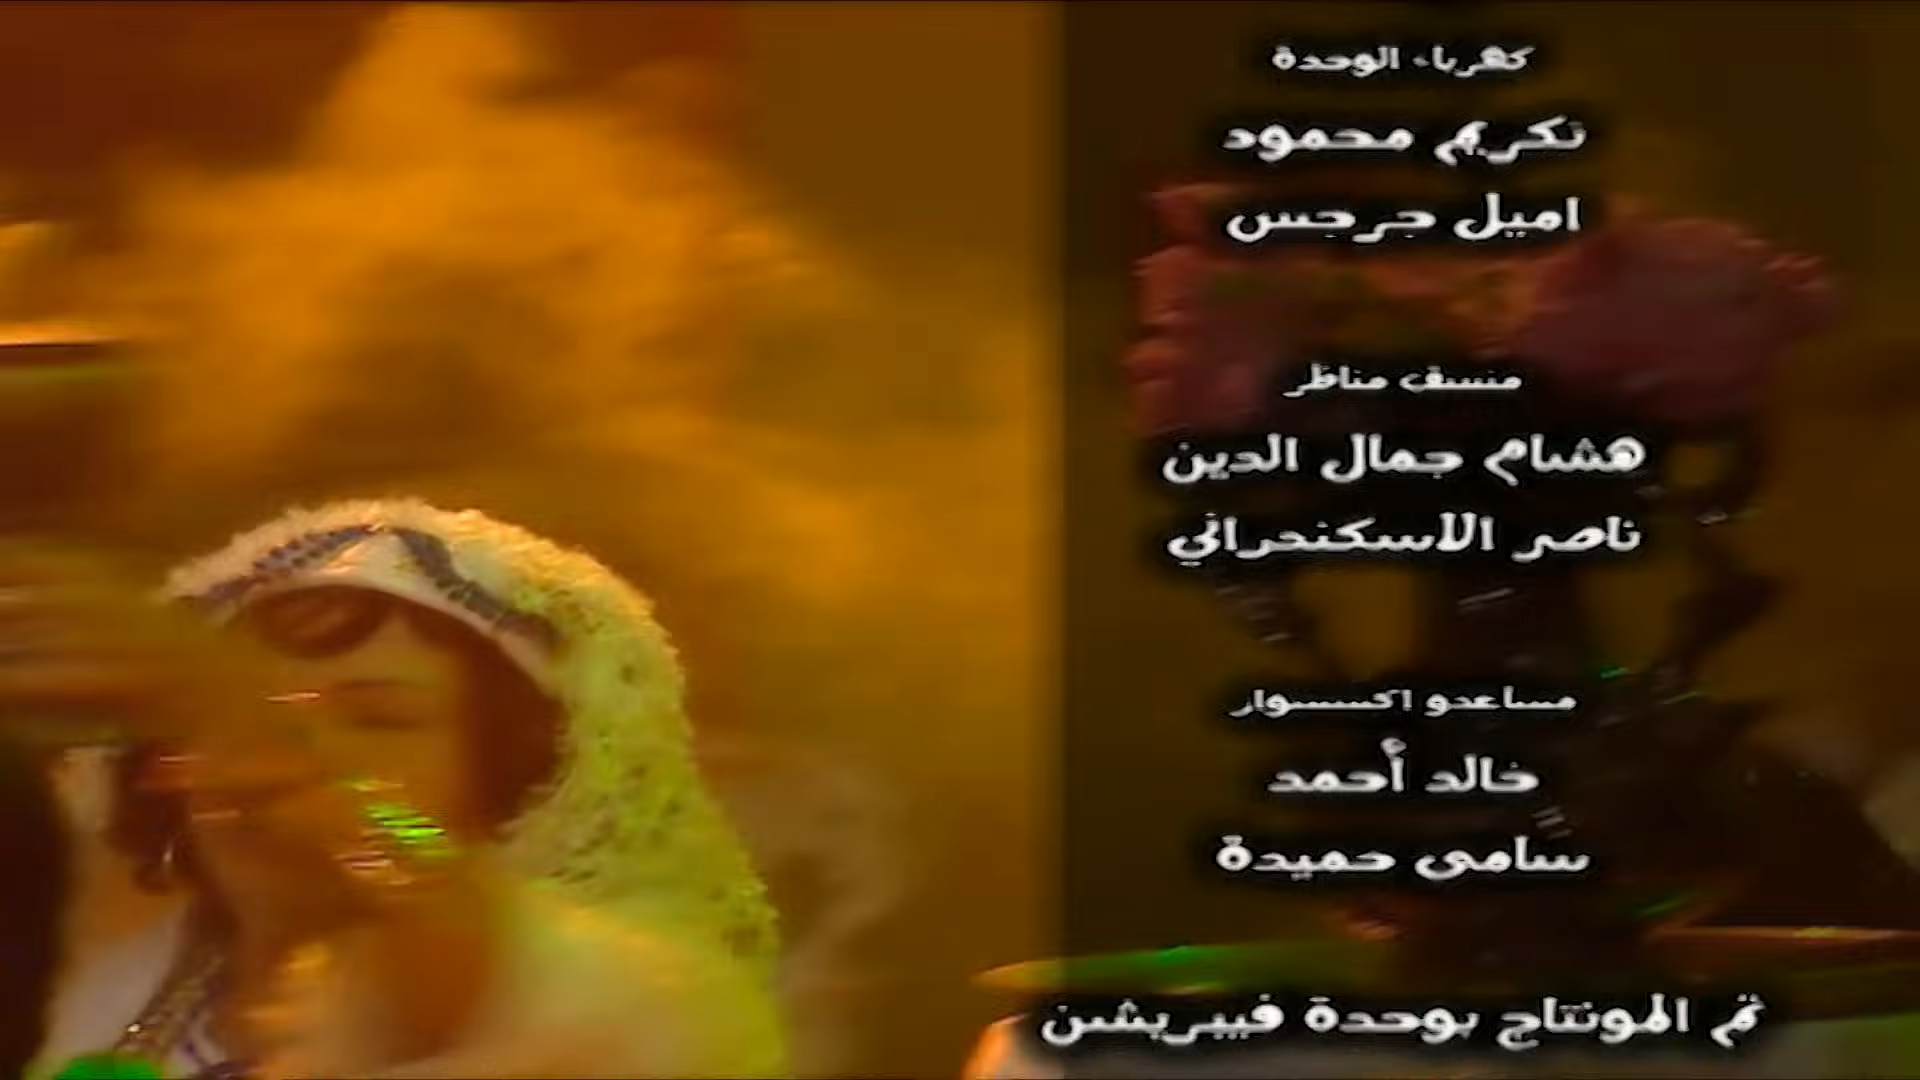 كهرباء الوحدة
تكريم محمود
اميل جرجس
منسق مناظر
هشام جمال الدين
ناصر الاسكندراني
مساعدو اكسسوار
خالد أحمد
سامى حميدة
تم المونتاج بوحدة فيبريشن